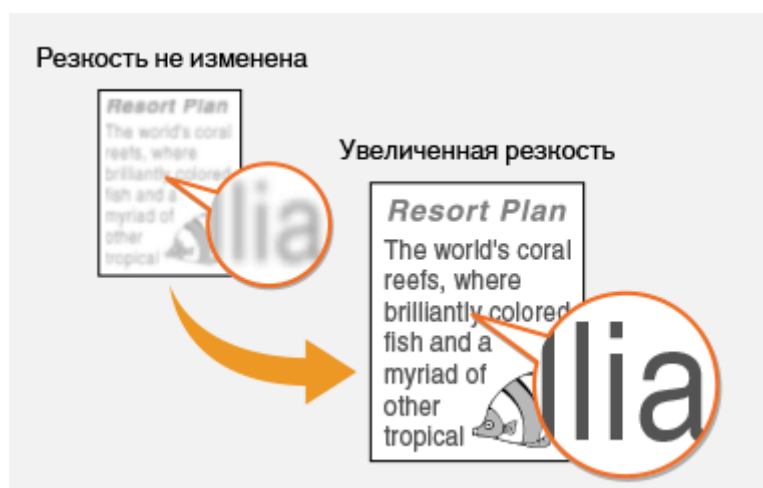 Резкость не изменена
Resort Plan
The world's coral
reefs, where
brilliantly colored
fish and a
myriad of
other
tropical
lia
Увеличенная резкость
Resort Plan
The world's coral
reefs, where
brilliantly colored
fish and a
myriad of
other
tropical
llia